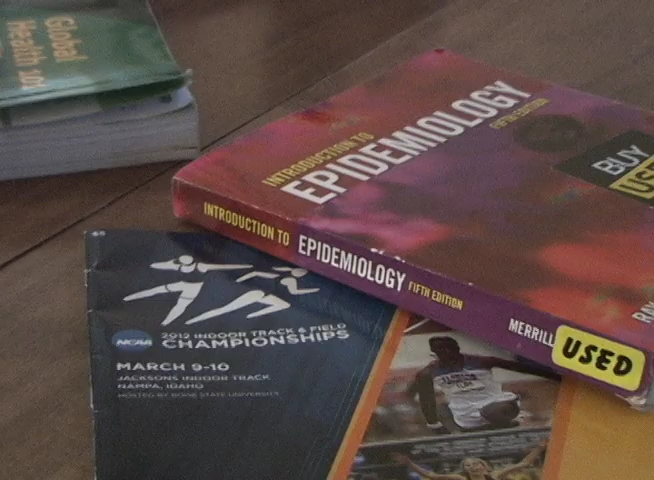 Global
Health 101
INTRODUCTION TO
EPIDEMIOLOGY
FIFTH EDITION
BUY
INTRODUCTION TO EPIDEMIOLOGY FIFTH EDITION
MERRILL
USED
NCAA
2012 INDOOR TRACK & FIELD
CHAMPIONSHIPS
MARCH 9-10
JACKSONS INDOOR TRACK
NAMPA, IDAHO
HOSTED BY BOISE STATE UNIVERSITY